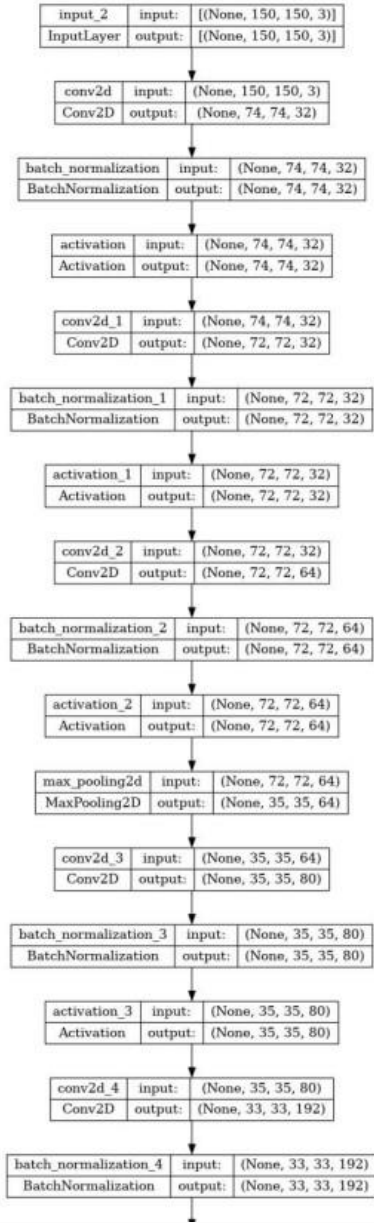 input_2 input: [(None, 150, 150, 3)]
InputLayer output: [(None, 150, 150, 3)]
conv2d input: (None, 150, 150, 3)
Conv2D output: (None, 74, 74, 32)
batch_normalization input: (None, 74, 74, 32)
BatchNormalization output: (None, 74, 74, 32)
activation input: (None, 74, 74, 32)
Activation output: (None, 74, 74, 32)
conv2d_1 input: (None, 74, 74, 32)
Conv2D output: (None, 72, 72, 32)
batch_normalization_1 input: (None, 72, 72, 32)
BatchNormalization output: (None, 72, 72, 32)
activation_1 input: (None, 72, 72, 32)
Activation output: (None, 72, 72, 32)
conv2d_2 input: (None, 72, 72, 32)
Conv2D output: (None, 72, 72, 64)
batch_normalization_2 input: (None, 72, 72, 64)
BatchNormalization output: (None, 72, 72, 64)
activation_2 input: (None, 72, 72, 64)
Activation output: (None, 72, 72, 64)
max_pooling2d input: (None, 72, 72, 64)
MaxPooling2D output: (None, 35, 35, 64)
conv2d_3 input: (None, 35, 35, 64)
Conv2D output: (None, 35, 35, 80)
batch_normalization_3 input: (None, 35, 35, 80)
BatchNormalization output: (None, 35, 35, 80)
activation_3 input: (None, 35, 35, 80)
Activation output: (None, 35, 35, 80)
conv2d_4 input: (None, 35, 35, 80)
Conv2D output: (None, 33, 33, 192)
batch_normalization_4 input: (None, 33, 33, 192)
BatchNormalization output: (None, 33, 33, 192)